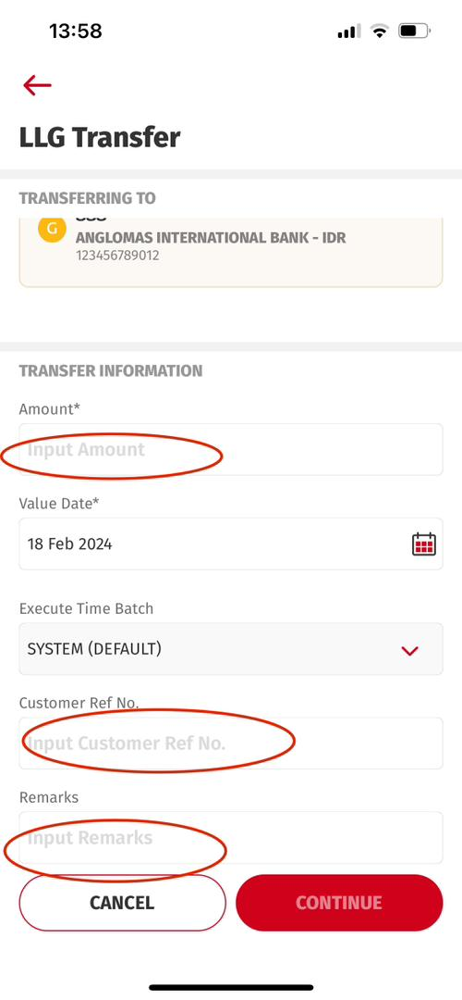 13:58
LLG Transfer
TRANSFERRING TO
G
ANGLOMAS INTERNATIONAL BANK - IDR
123456789012
TRANSFER INFORMATION
Amount*
Input Amount
Value Date*
18 Feb 2024
Execute Time Batch
SYSTEM (DEFAULT)
Customer Ref No.
Input Customer Ref No.
Remarks
Input Remarks
CANCEL
CONTINUE